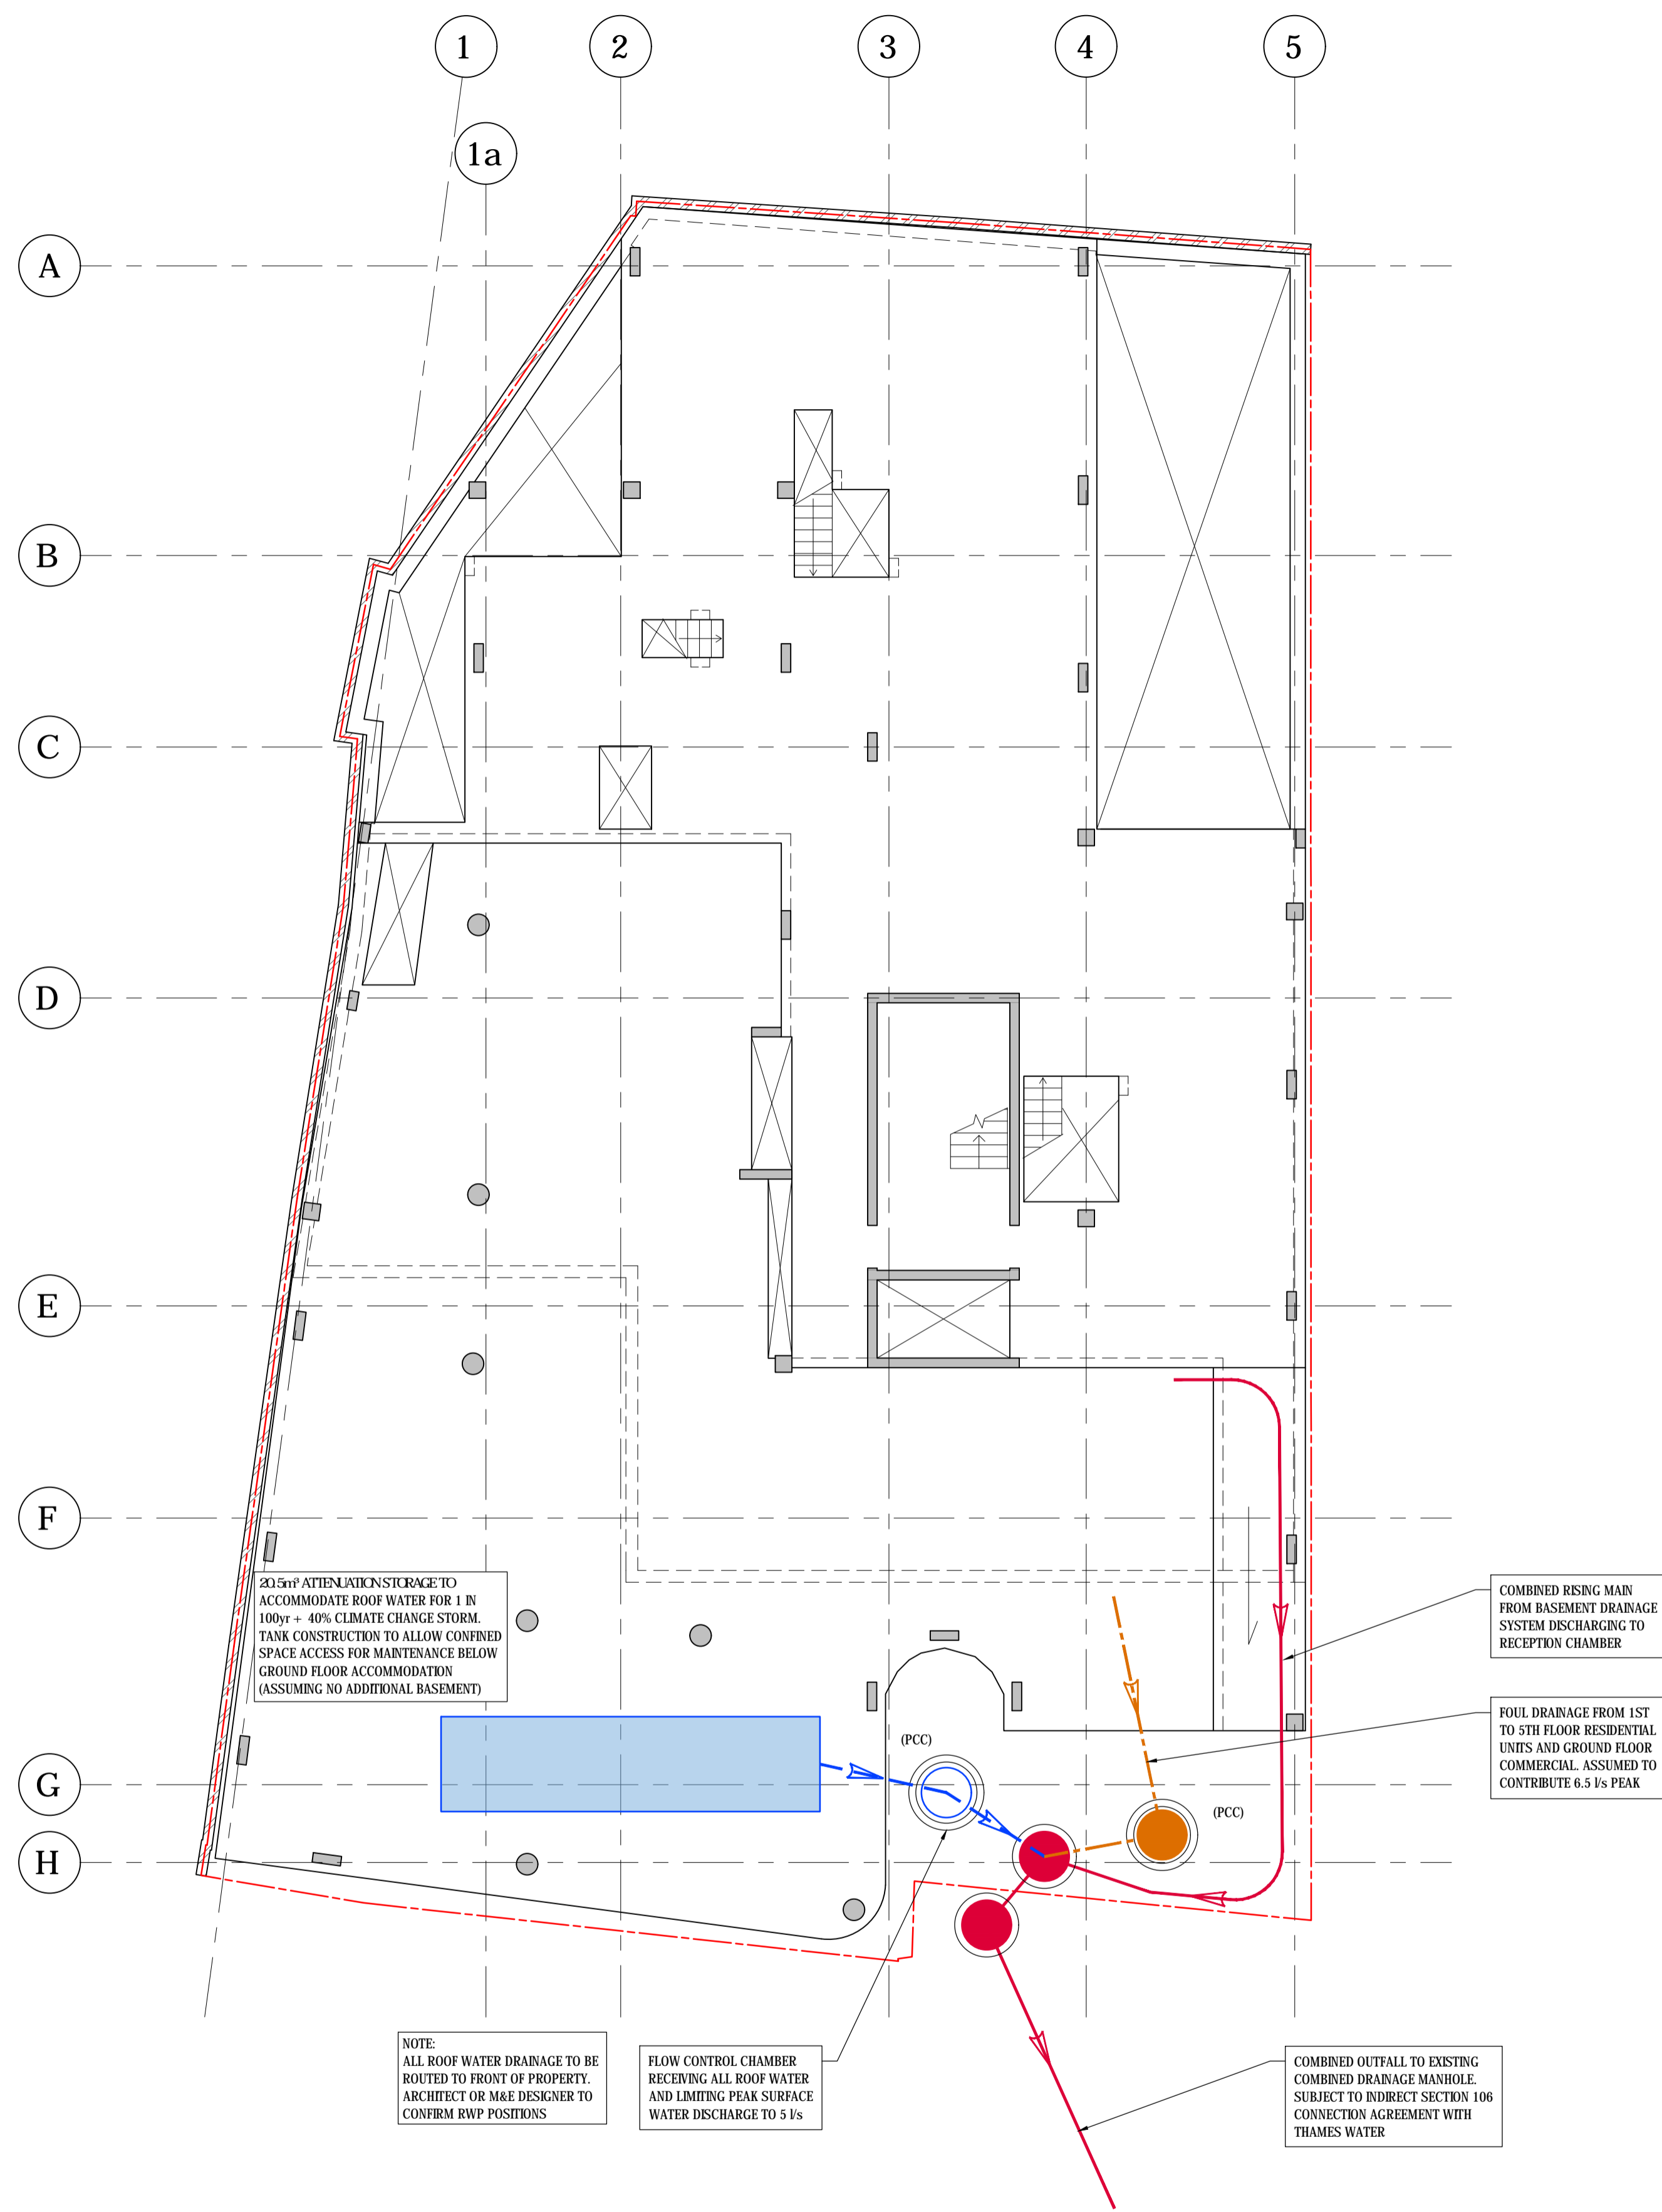 1
2
3
4
5
1a
A
B
C
D
E
F
G
H
20.5m³ ATTENUATION STORAGE TO
ACCOMMODATE ROOF WATER FOR 1 IN
100yr + 40% CLIMATE CHANGE STORM.
TANK CONSTRUCTION TO ALLOW CONFINED
SPACE ACCESS FOR MAINTENANCE BELOW
GROUND FLOOR ACCOMMODATION
(ASSUMING NO ADDITIONAL BASEMENT)
COMBINED RISING MAIN
FROM BASEMENT DRAINAGE
SYSTEM DISCHARGING TO
RECEPTION CHAMBER
FOUL DRAINAGE FROM 1ST
TO 5TH FLOOR RESIDENTIAL
UNITS AND GROUND FLOOR
COMMERCIAL. ASSUMED TO
CONTRIBUTE 6.5 l/s PEAK
(PCC)
(PCC)
NOTE:
ALL ROOF WATER DRAINAGE TO BE
ROUTED TO FRONT OF PROPERTY.
ARCHITECT OR M&E DESIGNER TO
CONFIRM RWP POSITIONS
FLOW CONTROL CHAMBER
RECEIVING ALL ROOF WATER
AND LIMITING PEAK SURFACE
WATER DISCHARGE TO 5 l/s
COMBINED OUTFALL TO EXISTING
COMBINED DRAINAGE MANHOLE.
SUBJECT TO INDIRECT SECTION 106
CONNECTION AGREEMENT WITH
THAMES WATER